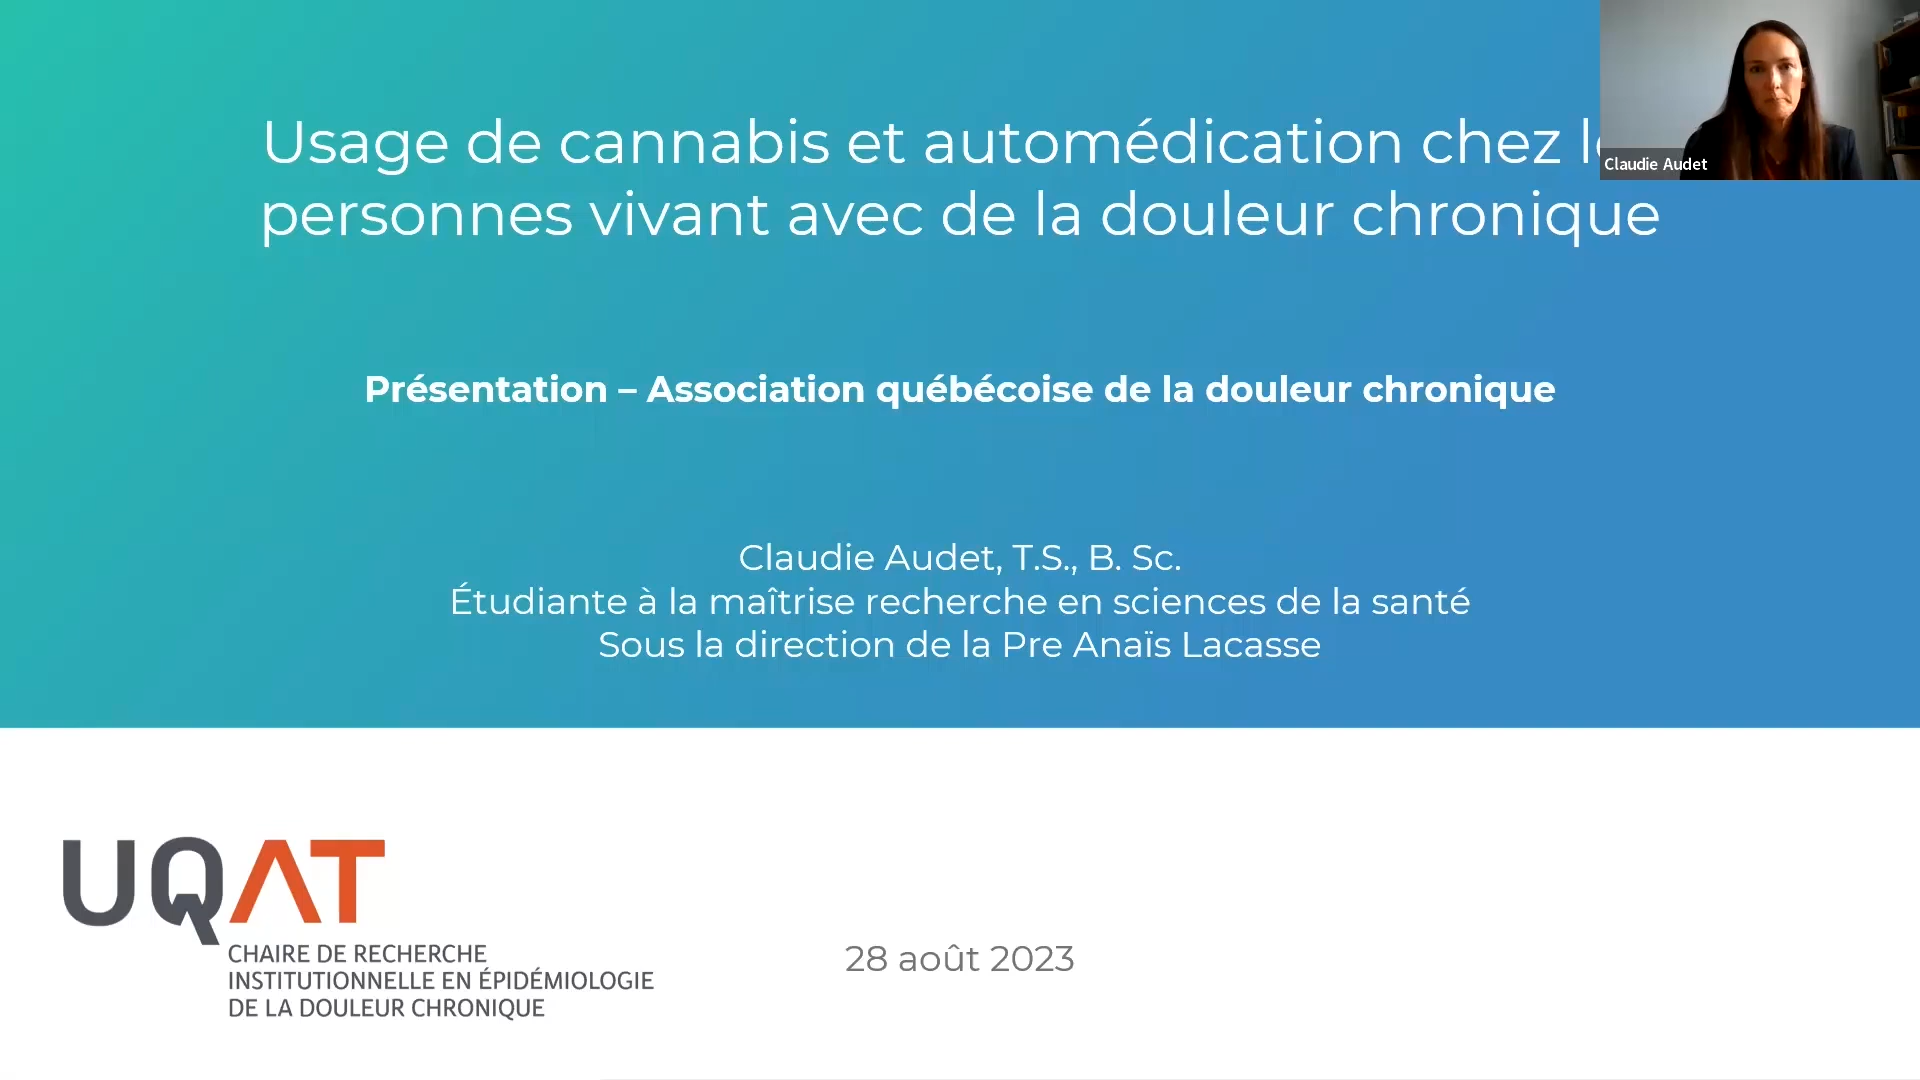 Usage de cannabis et automédication chez
personnes vivant avec de la douleur chronique
Claudie Audet
Présentation – Association québécoise de la douleur chronique
Claudie Audet, T.S., B. Sc.
Étudiante à la maîtrise recherche en sciences de la santé
Sous la direction de la Pre Anaïs Lacasse
UQAT
CHAIRE DE RECHERCHE
INSTITUTIONNELLE EN ÉPIDÉMIOLOGIE
DE LA DOULEUR CHRONIQUE
28 août 2023